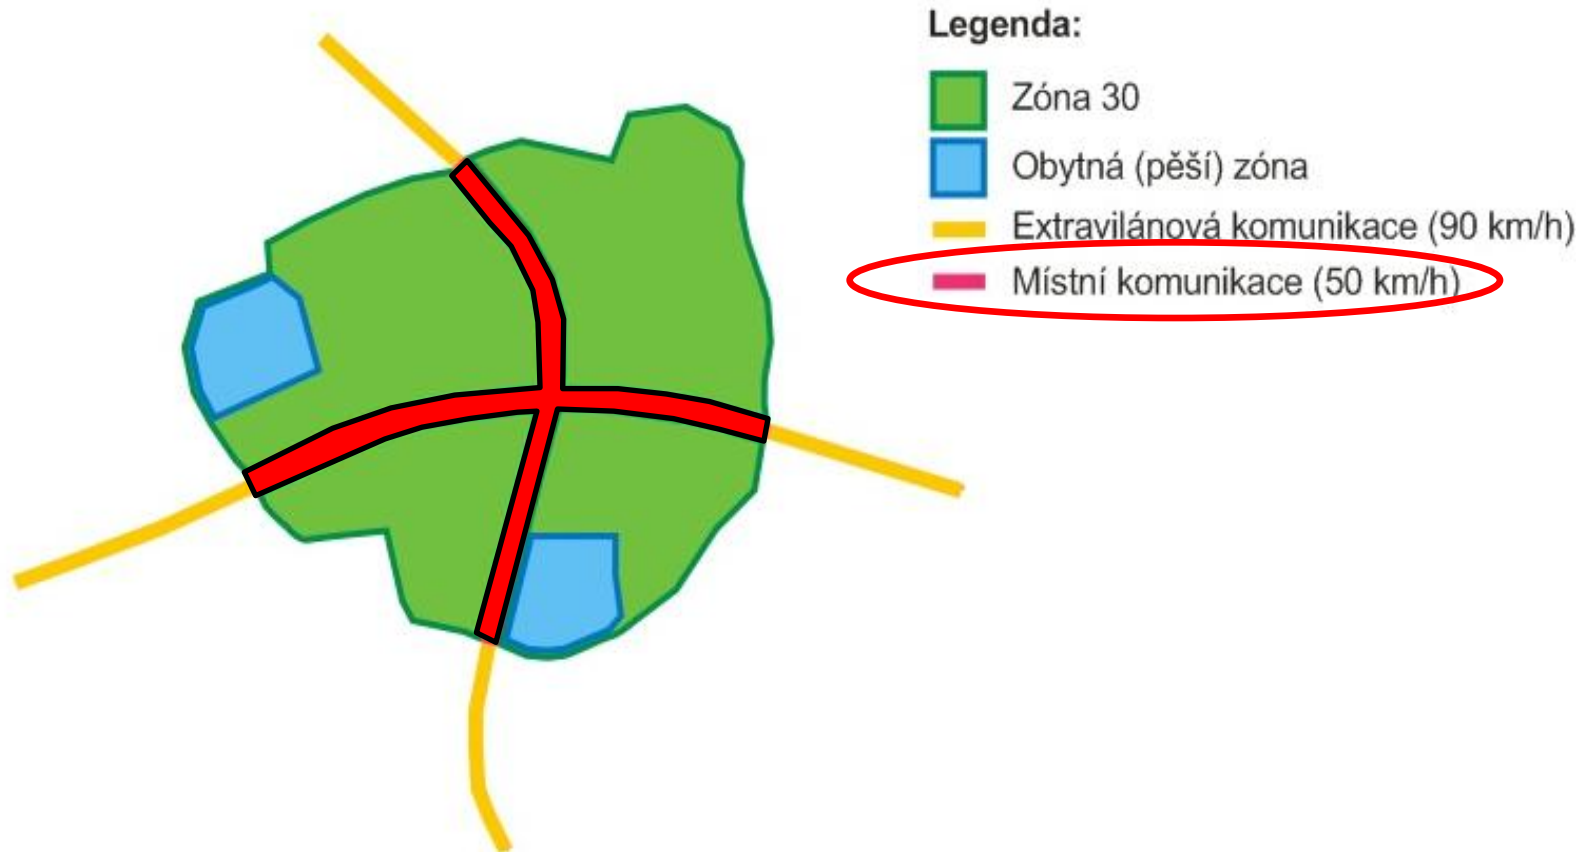 Legenda:
Zóna 30
Obytná (pěší) zóna
Extravilánová komunikace (90 km/h)
Místní komunikace (50 km/h)